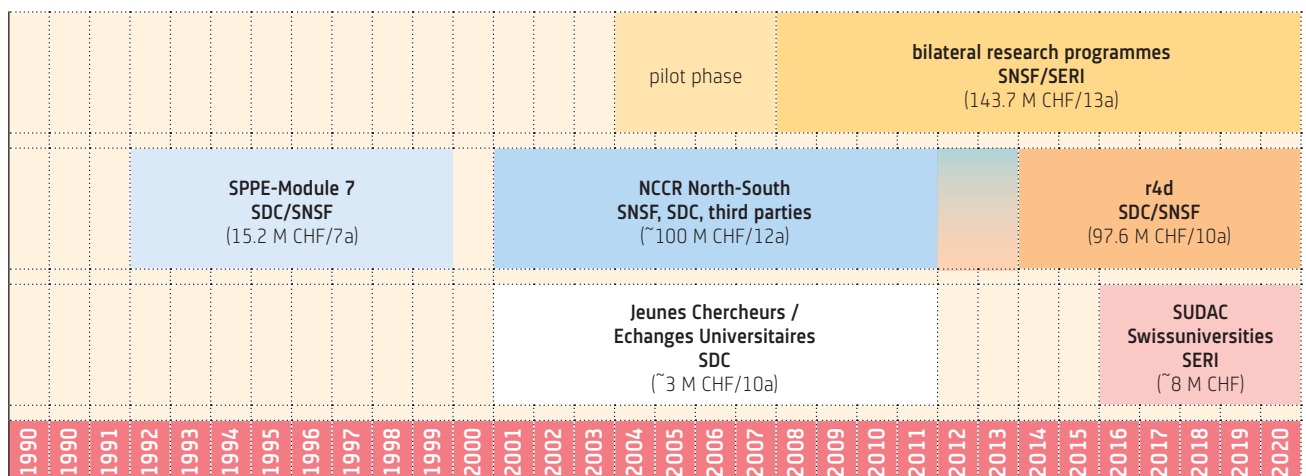 pilot phase
bilateral research programmes
SNSF/SERI
(143.7 M CHF/13a)
SPPE-Module 7
SDC/SNSF
(15.2 M CHF/7a)
NCCR North-South
SNSF, SDC, third parties
(~100 M CHF/12a)
r4d
SDC/SNSF
(97.6 M CHF/10a)
Jeunes Chercheurs /
Echanges Universitaires
SDC
(~3 M CHF/10a)
SUDAC
Swissuniversities
SERI
(~8 M CHF)
1990
1990
1991
1992
1993
1994
1995
1996
1997
1998
1999
2000
2001
2002
2003
2004
2005
2006
2007
2008
2009
2010
2011
2012
2013
2014
2015
2016
2017
2018
2019
2020